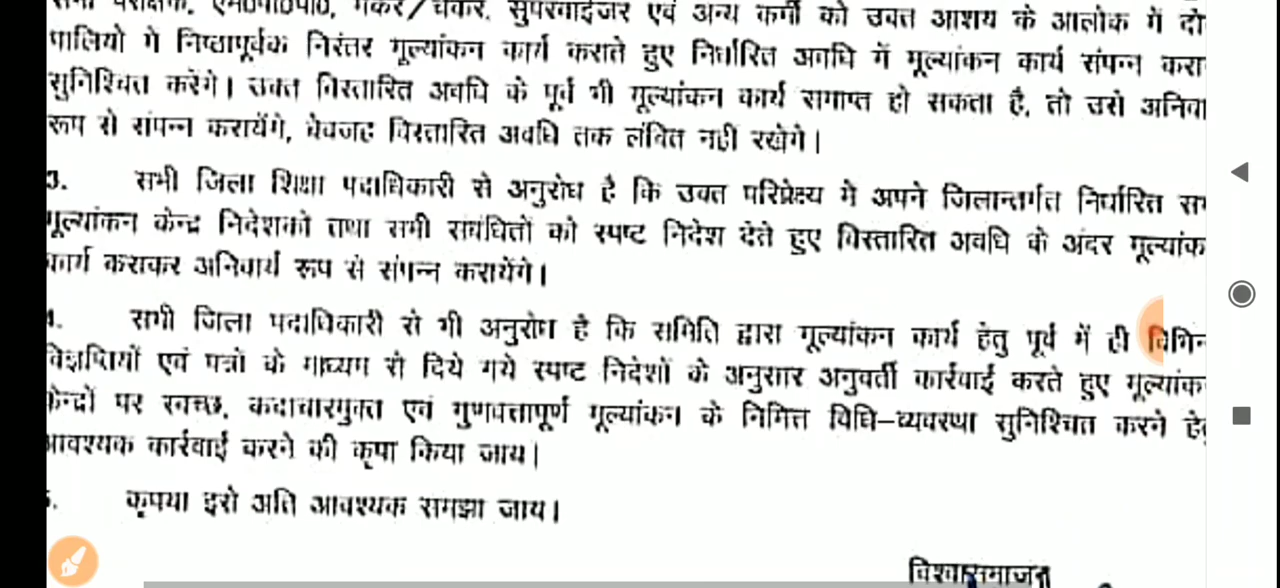 परीक्षक, एम०पी०पी०, मेकर/चेकर, सुपरवाईजर एवं अन्य कर्मी को उक्त आशय के आलोक में दो
पालियो में निष्ठापूर्वक निरंतर मूल्यांकन कार्य कराते हुए निर्धारित अवधि में मूल्यांकन कार्य संपन्न करा
सुनिश्चित करेंगे। उक्त विस्तारित अवधि के पूर्व भी मूल्यांकन कार्य समाप्त हो सकता है, तो उसे अनिवा
रूप से संपन्न करायेंगे, बेवजह विस्तारित अवधि तक लंबित नहीं रखेगे।
3. सभी जिला शिक्षा पदाधिकारी से अनुरोध है कि उक्त परिप्रेक्ष्य में अपने जिलान्तर्गत निर्धारित स
मूल्यांकन केन्द्र निदेशको तथा सभी संबंधितों को स्पष्ट निदेश देते हुए विस्तारित अवधि के अंदर मूल्यांक
कार्य कराकर अनिवार्य रूप से संपन्न करायेंगे।
4. सभी जिला पदाधिकारी से भी अनुरोध है कि समिति द्वारा मूल्यांकन कार्य हेतु पूर्व में ही विभिन
विज्ञप्तियों एवं पत्रों के माध्यम से दिये गये स्पष्ट निदेशों के अनुसार अनुवर्ती कार्रवाई करते हुए मूल्यांक
केन्द्रों पर स्वच्छ, कदाचारमुक्त एवं गुणवत्तापूर्ण मूल्यांकन के निमित्त विधि-व्यवस्था सुनिश्चित करने हेतु
आवश्यक कार्रवाई करने की कृपा किया जाय।
5. कृपया इसे अति आवश्यक समझा जाय।
विश्वासभाजन